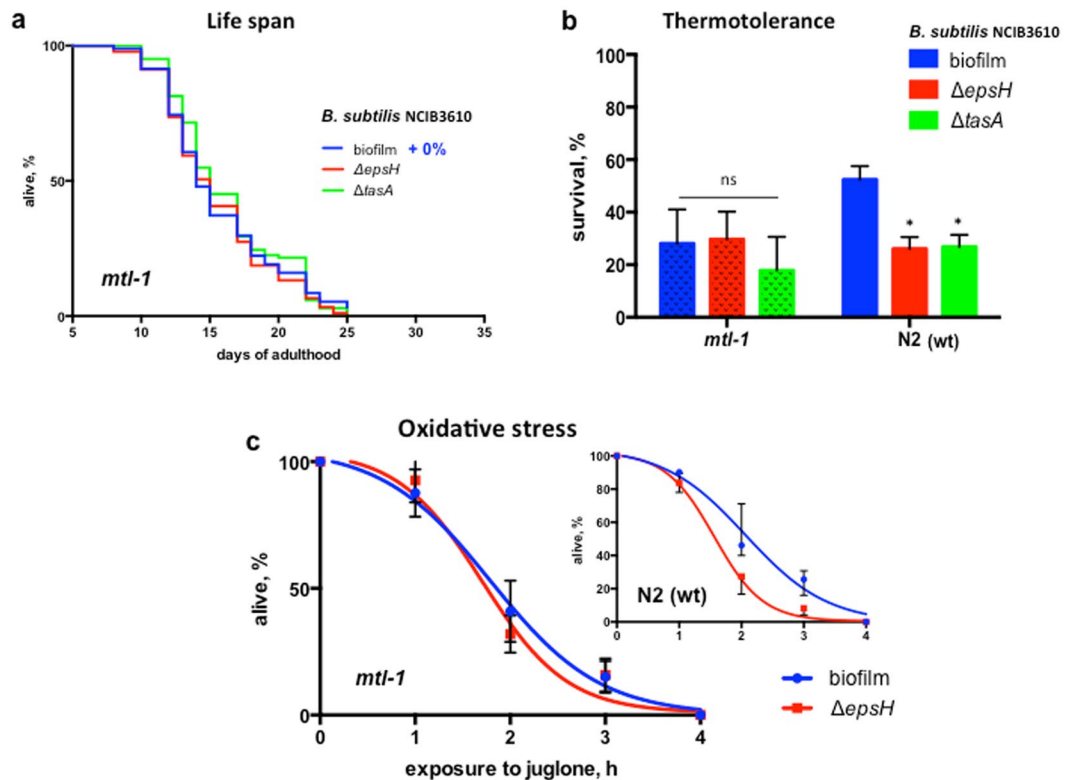 a
Life span
100
50
0
alive, %
5 10 15 20 25 30 35
days of adulthood
mtl-1
B. subtilis NCIB3610
biofilm + 0%
ΔepsH
ΔtasA
b
Thermotolerance
B. subtilis NCIB3610
biofilm
ΔepsH
ΔtasA
100
80
60
40
20
0
survival, %
ns
*
*
mtl-1
N2 (wt)
c
Oxidative stress
100
50
0
alive, %
mtl-1
0 1 2 3 4
exposure to juglone, h
100
80
60
40
20
0
alive, %
N2 (wt)
0 1 2 3 4
biofilm
ΔepsH